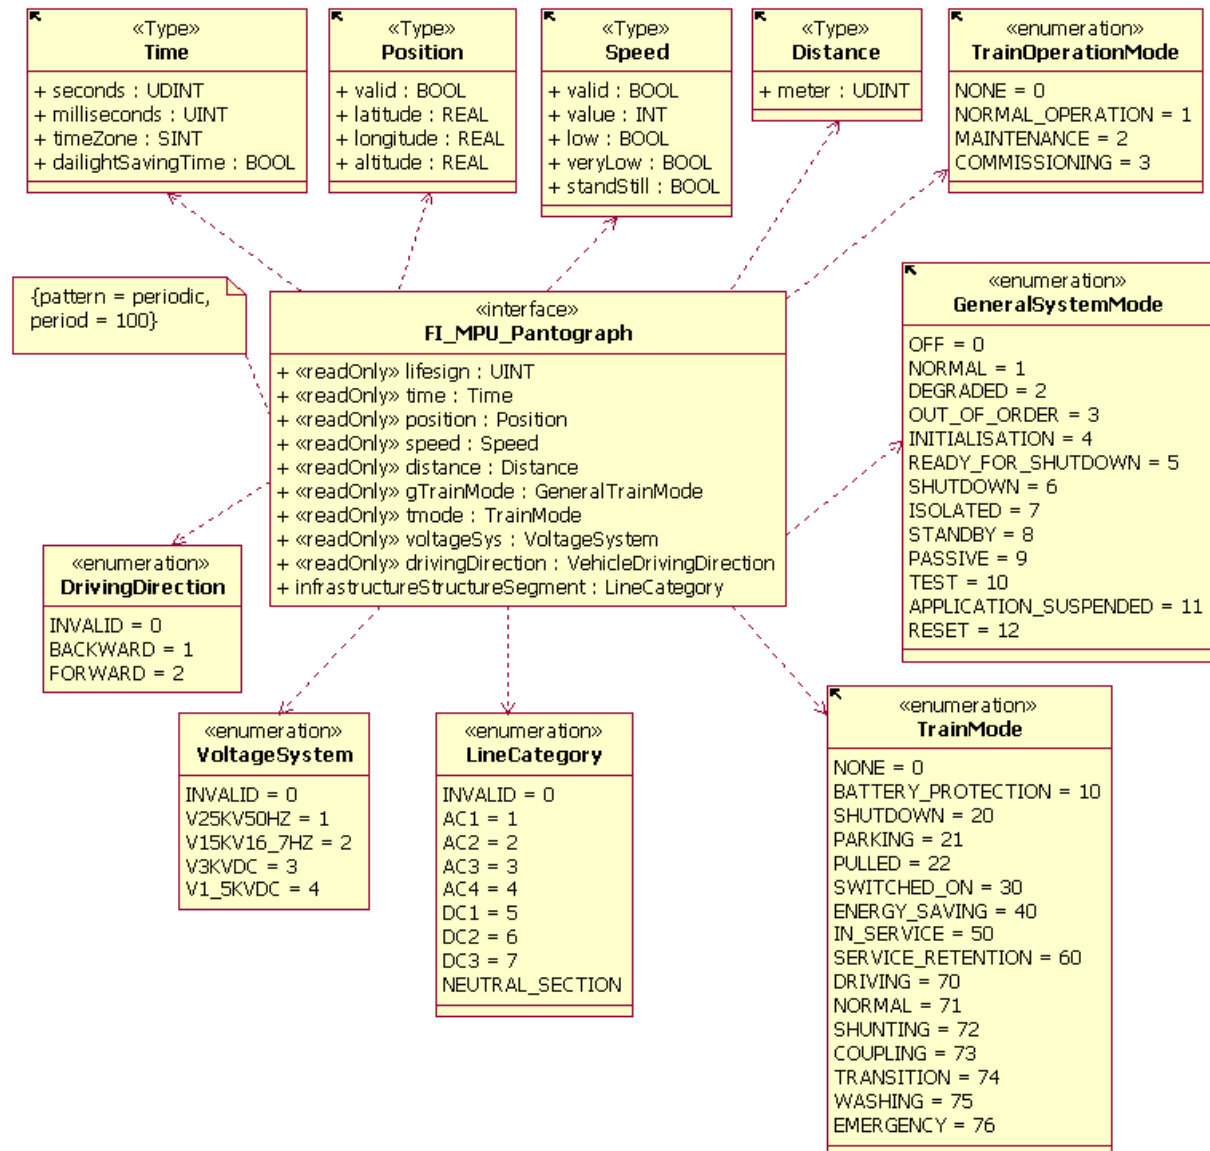 «Type»
Time
+ seconds : UDINT
+ milliseconds : UINT
+ timeZone : SINT
+ dailightSavingTime : BOOL
«Type»
Position
+ valid : BOOL
+ latitude : REAL
+ longitude : REAL
+ altitude : REAL
«Type»
Speed
+ valid : BOOL
+ value : INT
+ low : BOOL
+ veryLow : BOOL
+ standStill : BOOL
«Type»
Distance
+ meter : UDINT
«enumeration»
TrainOperationMode
NONE = 0
NORMAL_OPERATION = 1
MAINTENANCE = 2
COMMISSIONING = 3
{pattern = periodic,
period = 100}
«interface»
FI_MPU_Pantograph
+ «readOnly» lifesign : UINT
+ «readOnly» time : Time
+ «readOnly» position : Position
+ «readOnly» speed : Speed
+ «readOnly» distance : Distance
+ «readOnly» gTrainMode : GeneralTrainMode
+ «readOnly» tmode : TrainMode
+ «readOnly» voltageSys : VoltageSystem
+ «readOnly» drivingDirection : VehicleDrivingDirection
+ infrastructureStructureSegment : LineCategory
«enumeration»
GeneralSystemMode
OFF = 0
NORMAL = 1
DEGRADED = 2
OUT_OF_ORDER = 3
INITIALISATION = 4
READY_FOR_SHUTDOWN = 5
SHUTDOWN = 6
ISOLATED = 7
STANDBY = 8
PASSIVE = 9
TEST = 10
APPLICATION_SUSPENDED = 11
RESET = 12
«enumeration»
DrivingDirection
INVALID = 0
BACKWARD = 1
FORWARD = 2
«enumeration»
VoltageSystem
INVALID = 0
V25KV50HZ = 1
V15KV16_7HZ = 2
V3KVDC = 3
V1_5KVDC = 4
«enumeration»
LineCategory
INVALID = 0
AC1 = 1
AC2 = 2
AC3 = 3
AC4 = 4
DC1 = 5
DC2 = 6
DC3 = 7
NEUTRAL_SECTION
«enumeration»
TrainMode
NONE = 0
BATTERY_PROTECTION = 10
SHUTDOWN = 20
PARKING = 21
PULLED = 22
SWITCHED_ON = 30
ENERGY_SAVING = 40
IN_SERVICE = 50
SERVICE_RETENTION = 60
DRIVING = 70
NORMAL = 71
SHUNTING = 72
COUPLING = 73
TRANSITION = 74
WASHING = 75
EMERGENCY = 76